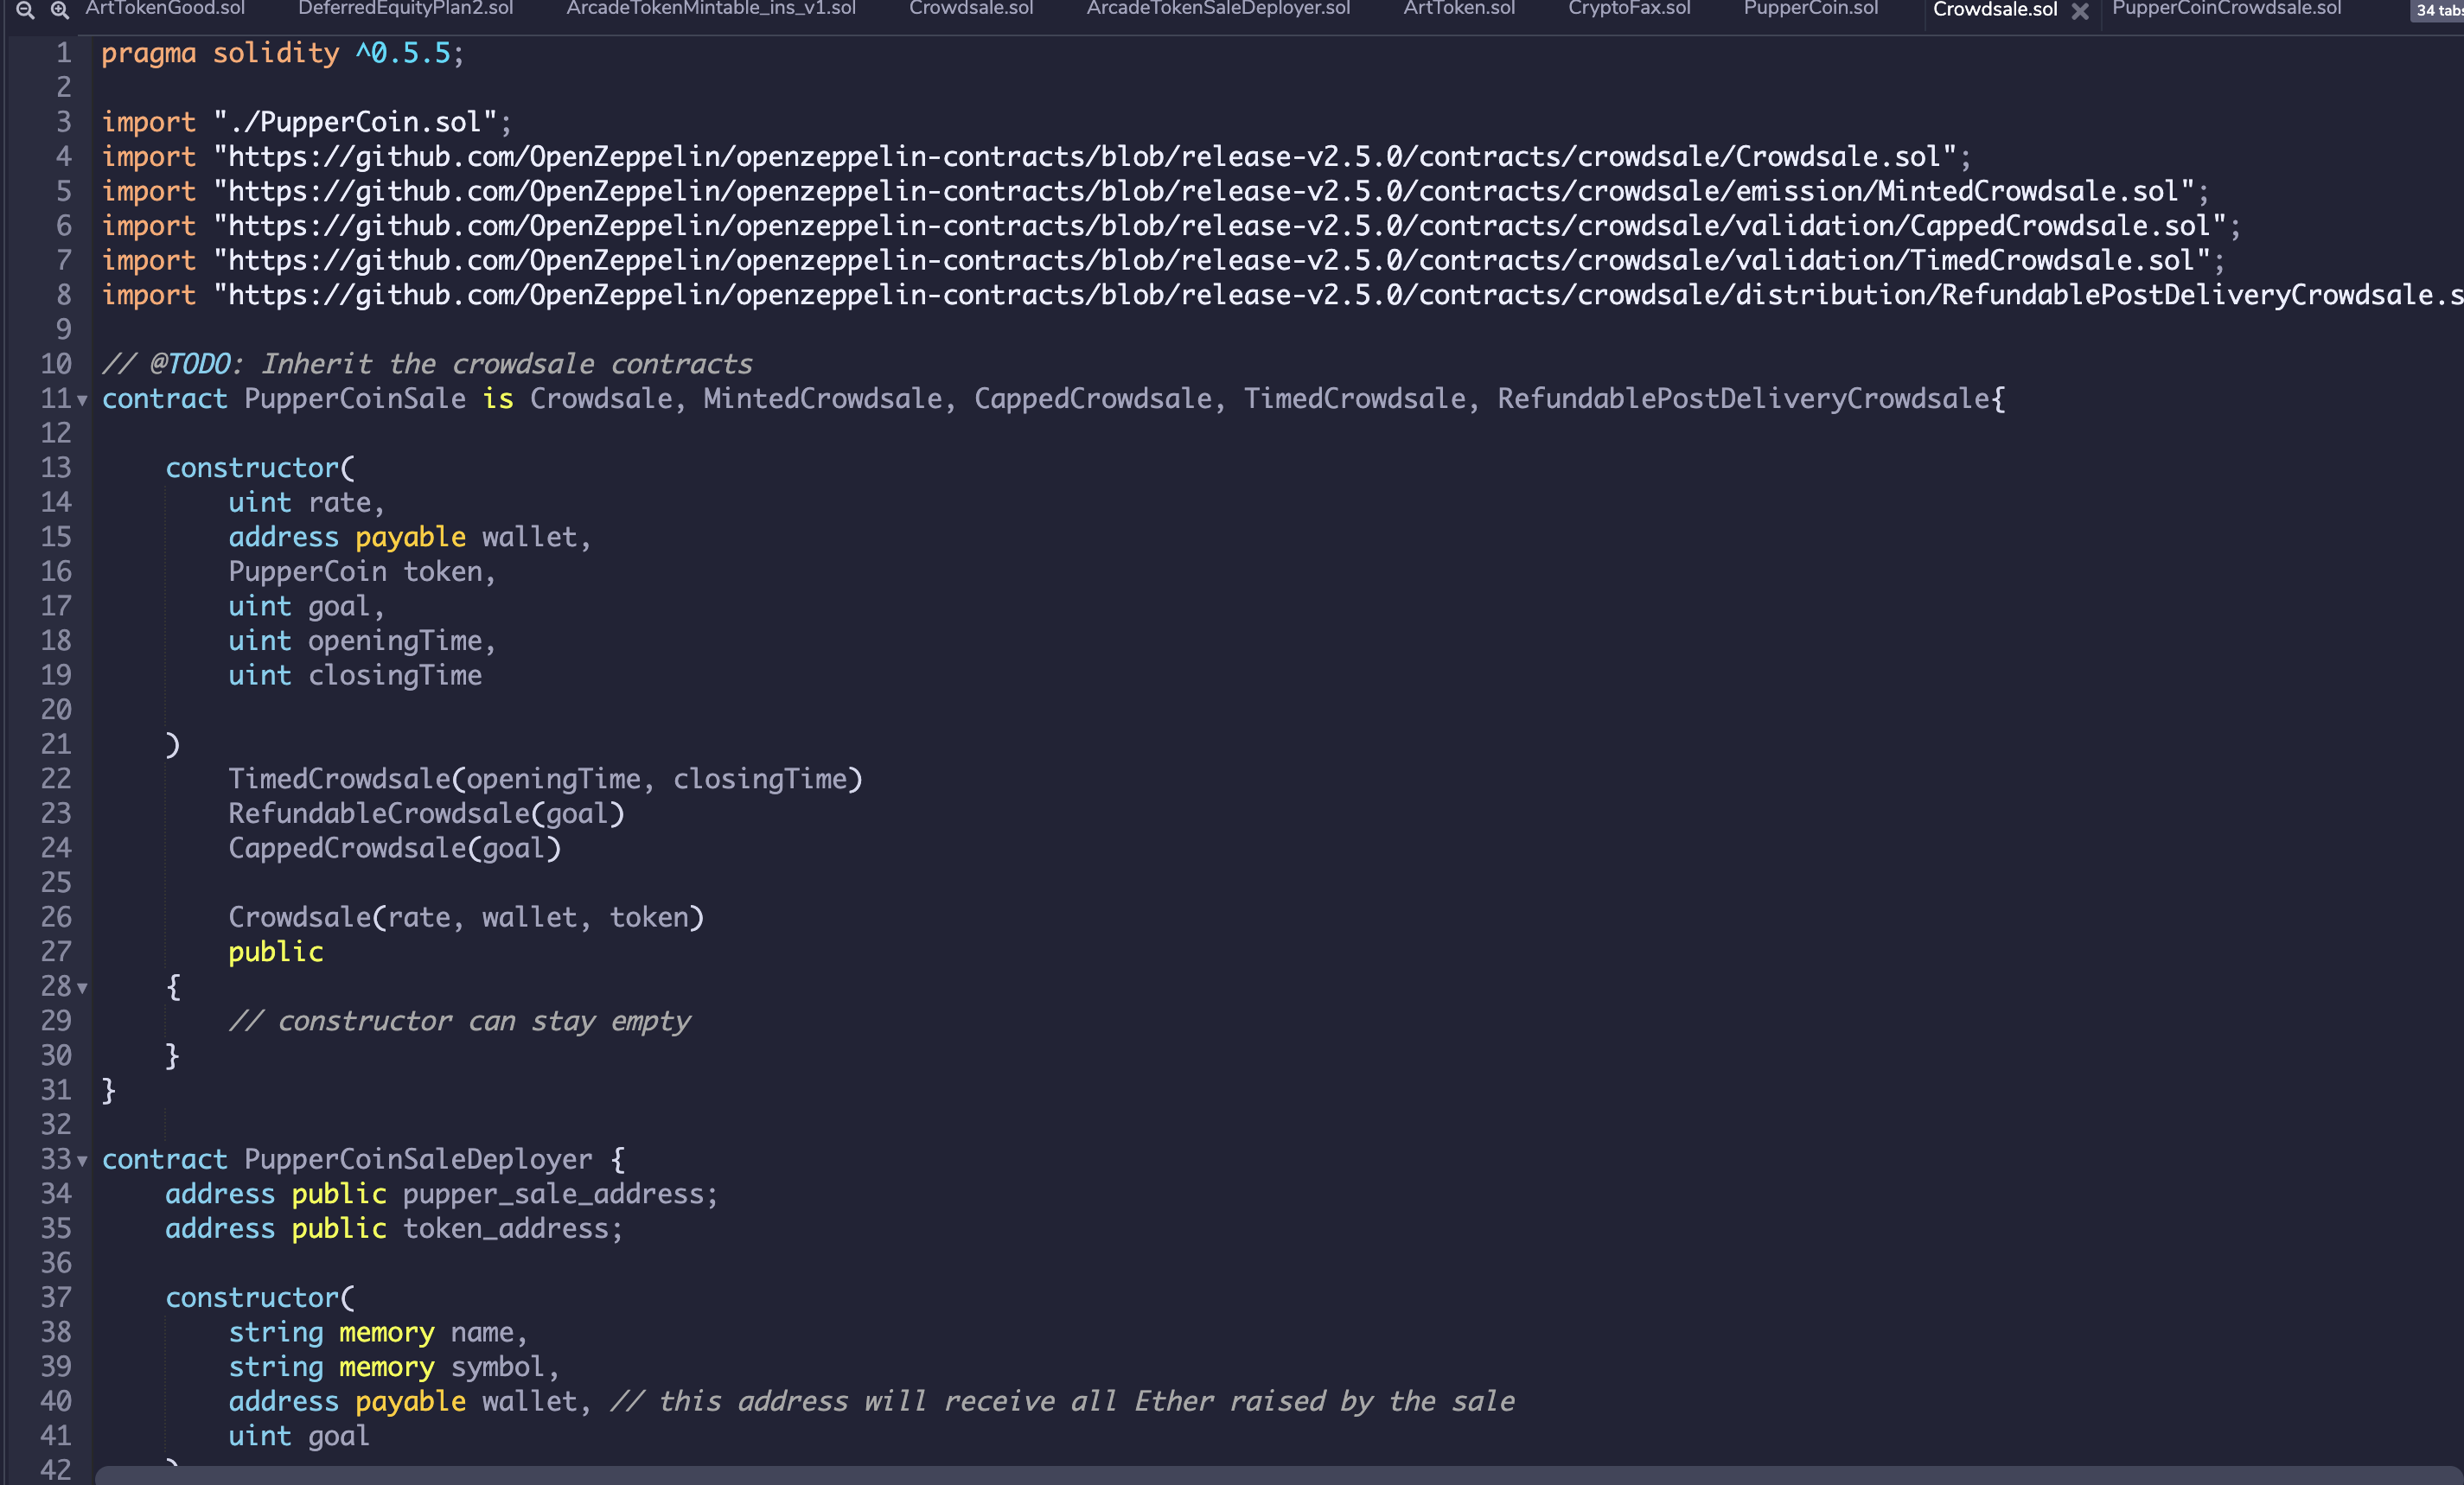 ArtTokenGood.sol DeferredEquityPlan2.sol ArcadeTokenMintable_ins_v1.sol Crowdsale.sol ArcadeTokenSaleDeployer.sol ArtToken.sol CryptoFax.sol PupperCoin.sol Crowdsale.sol PupperCoinCrowdsale.sol 34 tabs
1 pragma solidity ^0.5.5;
2
3 import "./PupperCoin.sol";
4 import "https://github.com/OpenZeppelin/openzeppelin-contracts/blob/release-v2.5.0/contracts/crowdsale/Crowdsale.sol";
5 import "https://github.com/OpenZeppelin/openzeppelin-contracts/blob/release-v2.5.0/contracts/crowdsale/emission/MintedCrowdsale.sol";
6 import "https://github.com/OpenZeppelin/openzeppelin-contracts/blob/release-v2.5.0/contracts/crowdsale/validation/CappedCrowdsale.sol";
7 import "https://github.com/OpenZeppelin/openzeppelin-contracts/blob/release-v2.5.0/contracts/crowdsale/validation/TimedCrowdsale.sol";
8 import "https://github.com/OpenZeppelin/openzeppelin-contracts/blob/release-v2.5.0/contracts/crowdsale/distribution/RefundablePostDeliveryCrowdsale.s
9
10 // @TODO: Inherit the crowdsale contracts
11 contract PupperCoinSale is Crowdsale, MintedCrowdsale, CappedCrowdsale, TimedCrowdsale, RefundablePostDeliveryCrowdsale{
12
13 constructor(
14 uint rate,
15 address payable wallet,
16 PupperCoin token,
17 uint goal,
18 uint openingTime,
19 uint closingTime
20
21 )
22 TimedCrowdsale(openingTime, closingTime)
23 RefundableCrowdsale(goal)
24 CappedCrowdsale(goal)
25
26 Crowdsale(rate, wallet, token)
27 public
28 {
29 // constructor can stay empty
30 }
31 }
32
33 contract PupperCoinSaleDeployer {
34 address public pupper_sale_address;
35 address public token_address;
36
37 constructor(
38 string memory name,
39 string memory symbol,
40 address payable wallet, // this address will receive all Ether raised by the sale
41 uint goal
42 )